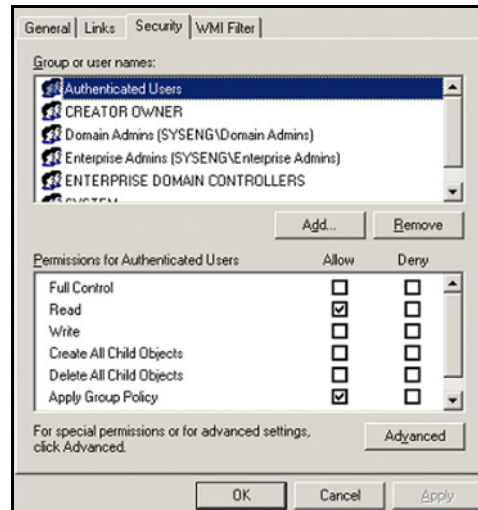 General Links Security WMI Filter
Group or user names:
Authenticated Users
CREATOR OWNER
Domain Admins (SYSENG\Domain Admins)
Enterprise Admins (SYSENG\Enterprise Admins)
ENTERPRISE DOMAIN CONTROLLERS
SYSTEM
Add... Remove
Permissions for Authenticated Users Allow Deny
Full Control
Read
Write
Create All Child Objects
Delete All Child Objects
Apply Group Policy
For special permissions or for advanced settings,
click Advanced.
Advanced
OK Cancel Apply